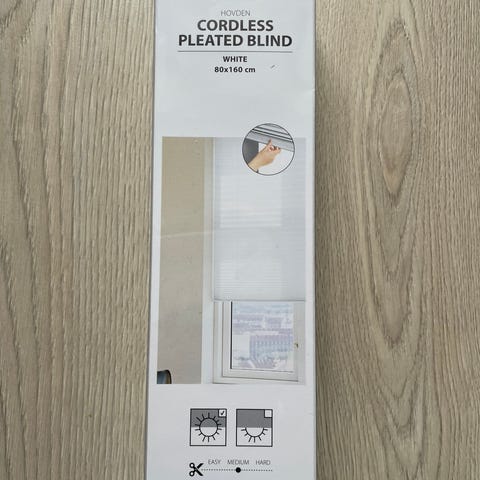 HOVDEN
CORDLESS
PLEATED BLIND
WHITE
80x160 cm
EASY MEDIUM HARD